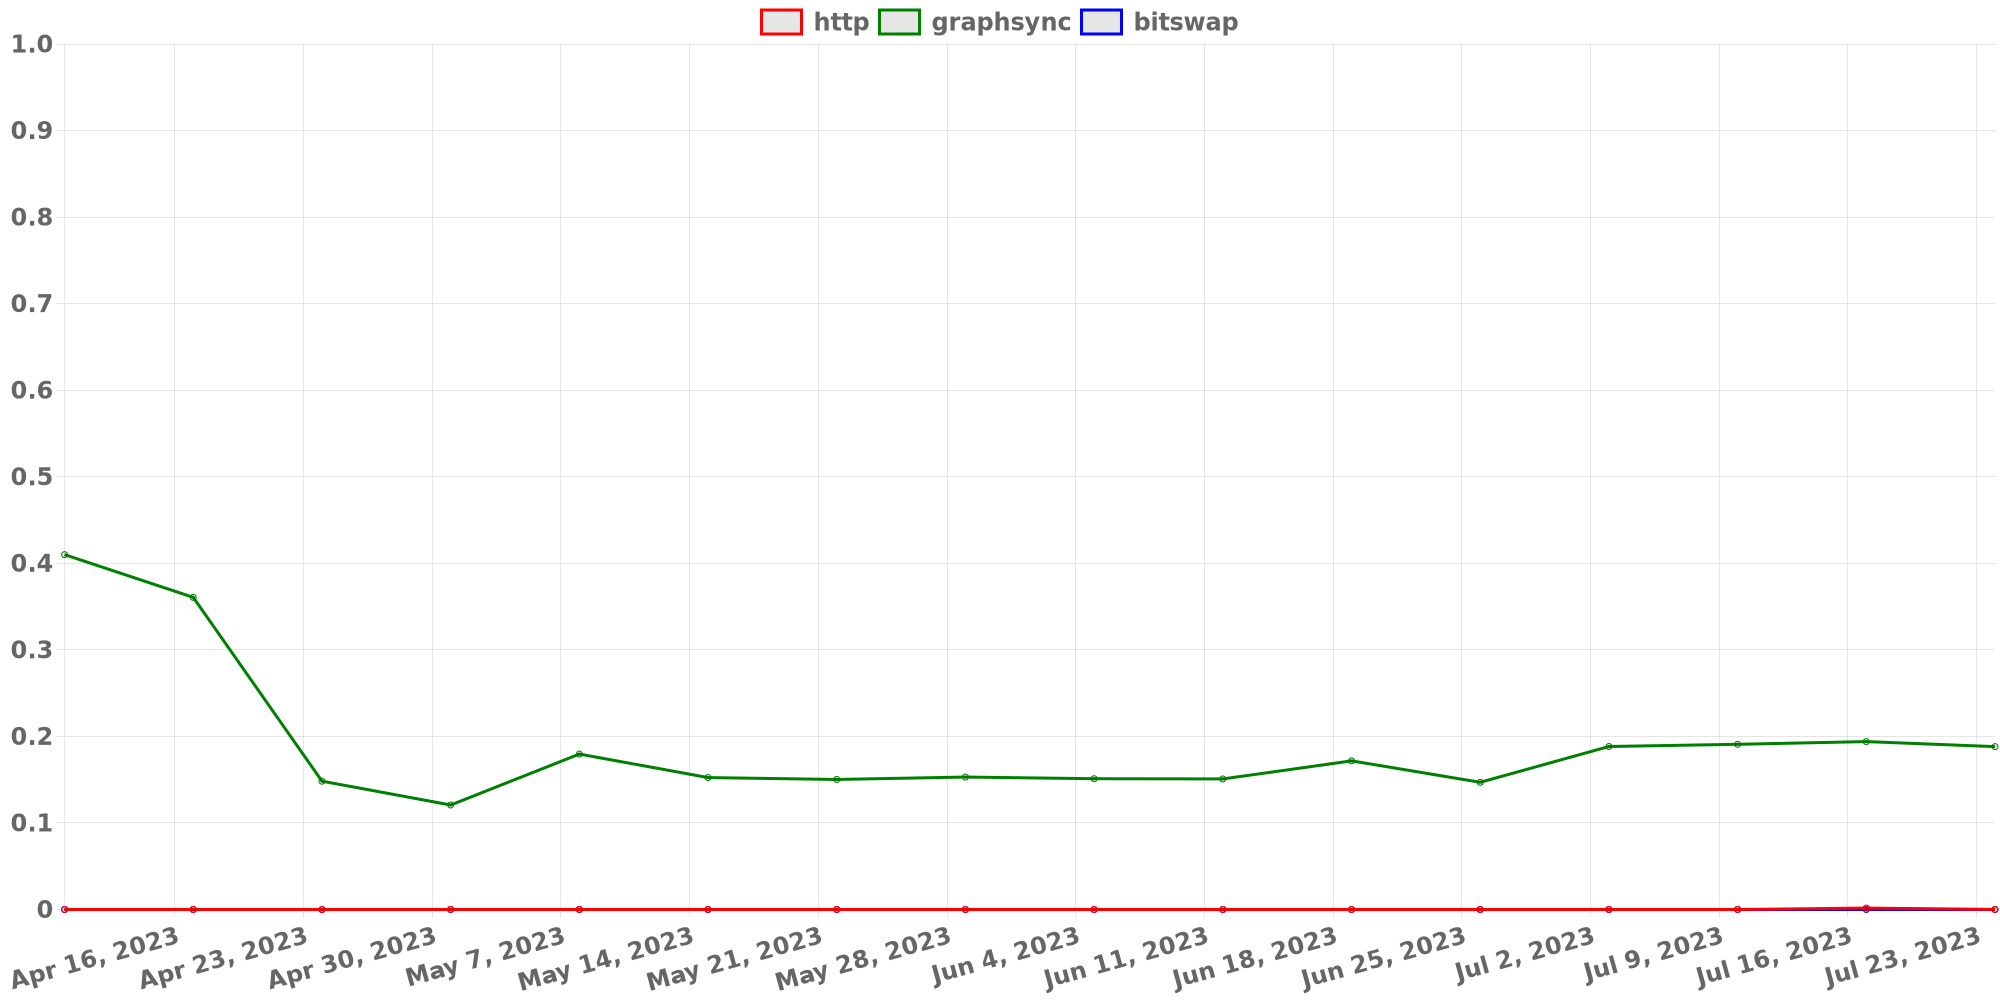 http graphsync bitswap
1.0
0.9
0.8
0.7
0.6
0.5
0.4
0.3
0.2
0.1
0
Apr 16, 2023
Apr 23, 2023
Apr 30, 2023
May 7, 2023
May 14, 2023
May 21, 2023
May 28, 2023
Jun 4, 2023
Jun 11, 2023
Jun 18, 2023
Jun 25, 2023
Jul 2, 2023
Jul 9, 2023
Jul 16, 2023
Jul 23, 2023